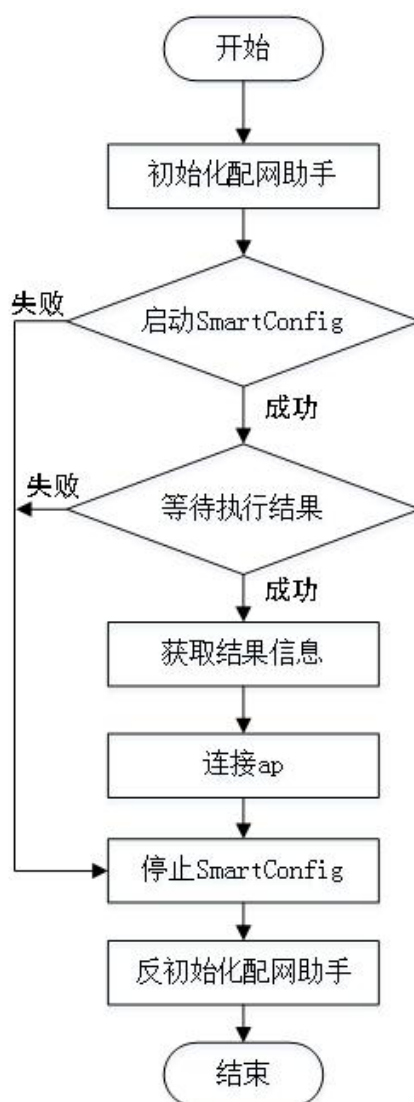 开始
初始化配网助手
失败
启动SmartConfig
成功
失败
等待执行结果
成功
获取结果信息
连接ap
停止SmartConfig
反初始化配网助手
结束